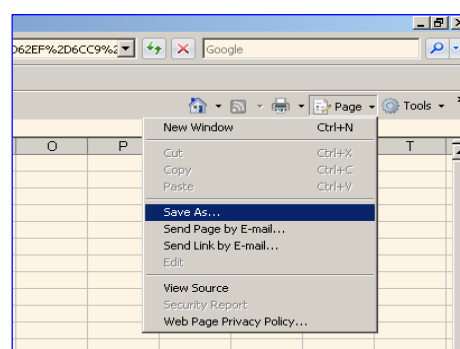 062EF%2D6CC9%2
Google
Page Tools
New Window Ctrl+N
Cut Ctrl+X
Copy Ctrl+C
Paste Ctrl+V
Save As...
Send Page by E-mail...
Send Link by E-mail...
Edit
View Source
Security Report
Web Page Privacy Policy...
O P T